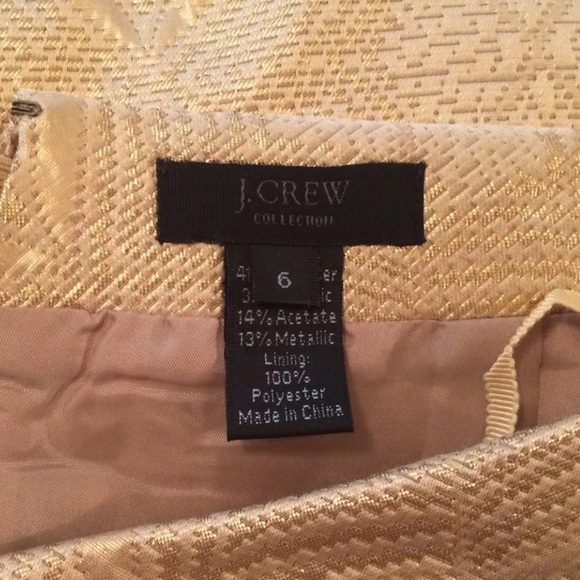 J.CREW
COLLECTION
6
14% Acetate
13% Metallic
Lining:
100%
Polyester
Made in China